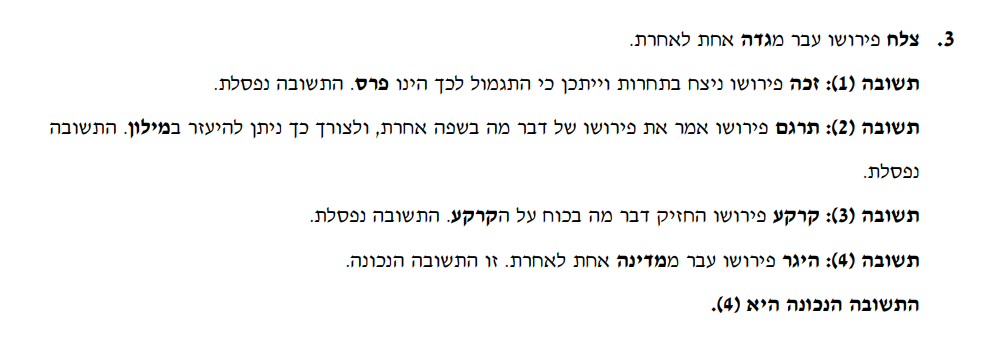 3. צלח פירושו עבר מגדה אחת לאחרת.
תשובה (1): זכה פירושו ניצח בתחרות וייתכן כי התגמול לכך הינו פרס. התשובה נפסלת.
תשובה (2): תרגם פירושו אמר את פירושו של דבר מה בשפה אחרת, ולצורך כך ניתן להיעזר במילון. התשובה
נפסלת.
תשובה (3): קרקע פירושו החזיק דבר מה בכוח על הקרקע. התשובה נפסלת.
תשובה (4): היגר פירושו עבר ממדינה אחת לאחרת. זו התשובה הנכונה.
התשובה הנכונה היא (4).